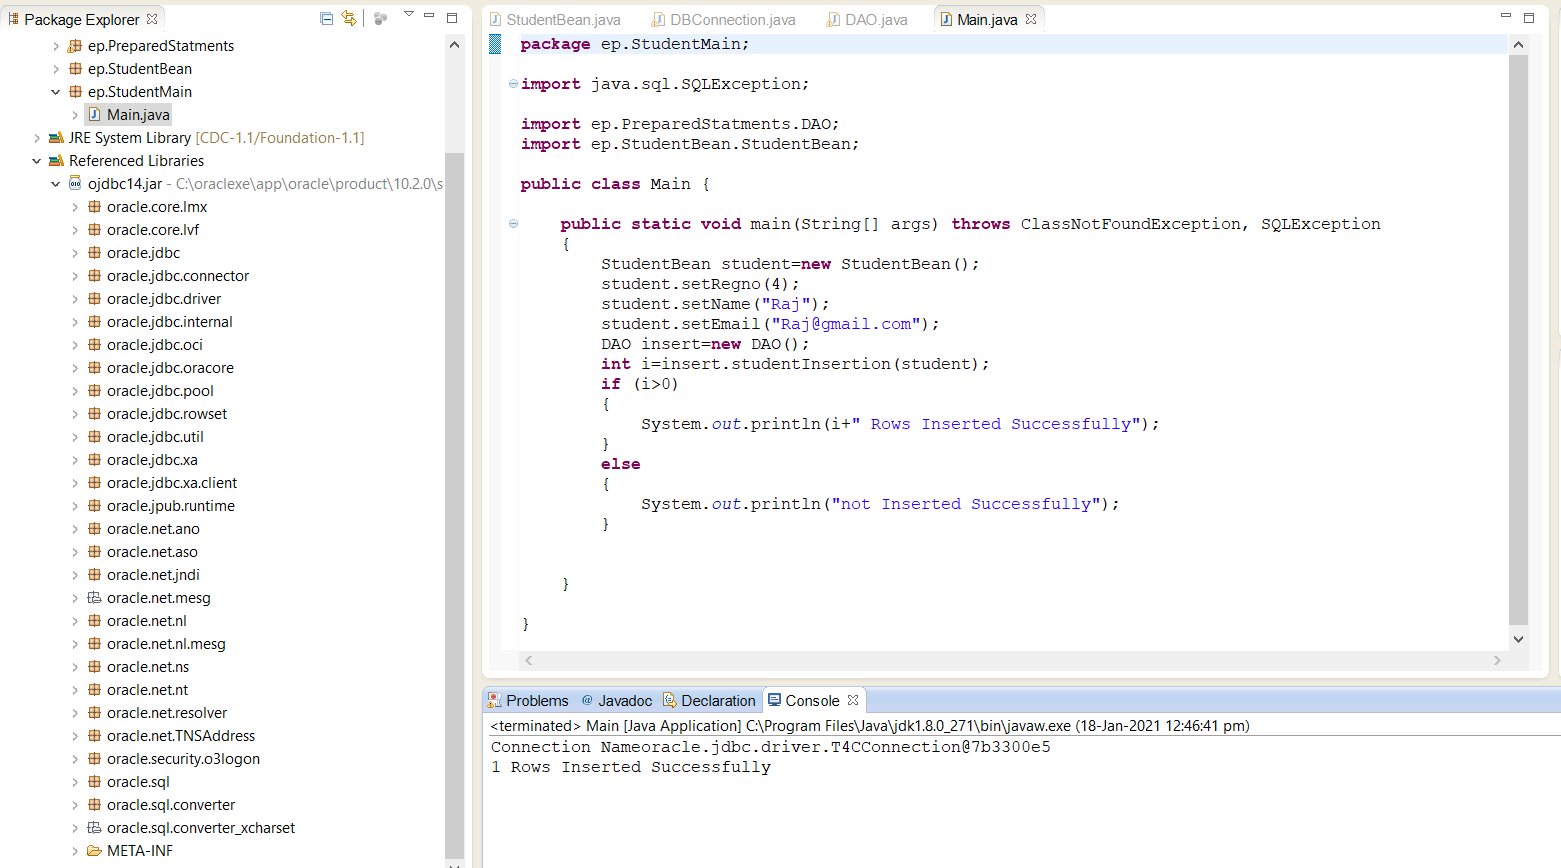 Package Explorer
ep.PreparedStatments
ep.StudentBean
ep.StudentMain
Main.java
JRE System Library [CDC-1.1/Foundation-1.1]
Referenced Libraries
ojdbc14.jar - C:\oraclexe\app\oracle\product\10.2.0\s
oracle.core.lmx
oracle.core.lvf
oracle.jdbc
oracle.jdbc.connector
oracle.jdbc.driver
oracle.jdbc.internal
oracle.jdbc.oci
oracle.jdbc.oracore
oracle.jdbc.pool
oracle.jdbc.rowset
oracle.jdbc.util
oracle.jdbc.xa
oracle.jdbc.xa.client
oracle.jpub.runtime
oracle.net.ano
oracle.net.aso
oracle.net.jndi
oracle.net.mesg
oracle.net.nl
oracle.net.nl.mesg
oracle.net.ns
oracle.net.nt
oracle.net.resolver
oracle.net.TNSAddress
oracle.security.o3logon
oracle.sql
oracle.sql.converter
oracle.sql.converter_xcharset
META-INF
StudentBean.java DBConnection.java DAO.java Main.java
package ep.StudentMain;
import java.sql.SQLException;
import ep.PreparedStatments.DAO;
import ep.StudentBean.StudentBean;
public class Main {
public static void main(String[] args) throws ClassNotFoundException, SQLException
{
StudentBean student=new StudentBean();
student.setRegno(4);
student.setName("Raj");
student.setEmail("Raj@gmail.com");
DAO insert=new DAO();
int i=insert.studentInsertion(student);
if (i>0)
{
System.out.println(i+" Rows Inserted Successfully");
}
else
{
System.out.println("not Inserted Successfully");
}
}
}
Problems @ Javadoc Declaration Console
<terminated> Main [Java Application] C:\Program Files\Java\jdk1.8.0_271\bin\javaw.exe (18-Jan-2021 12:46:41 pm)
Connection Nameoracle.jdbc.driver.T4CConnection@7b3300e5
1 Rows Inserted Successfully